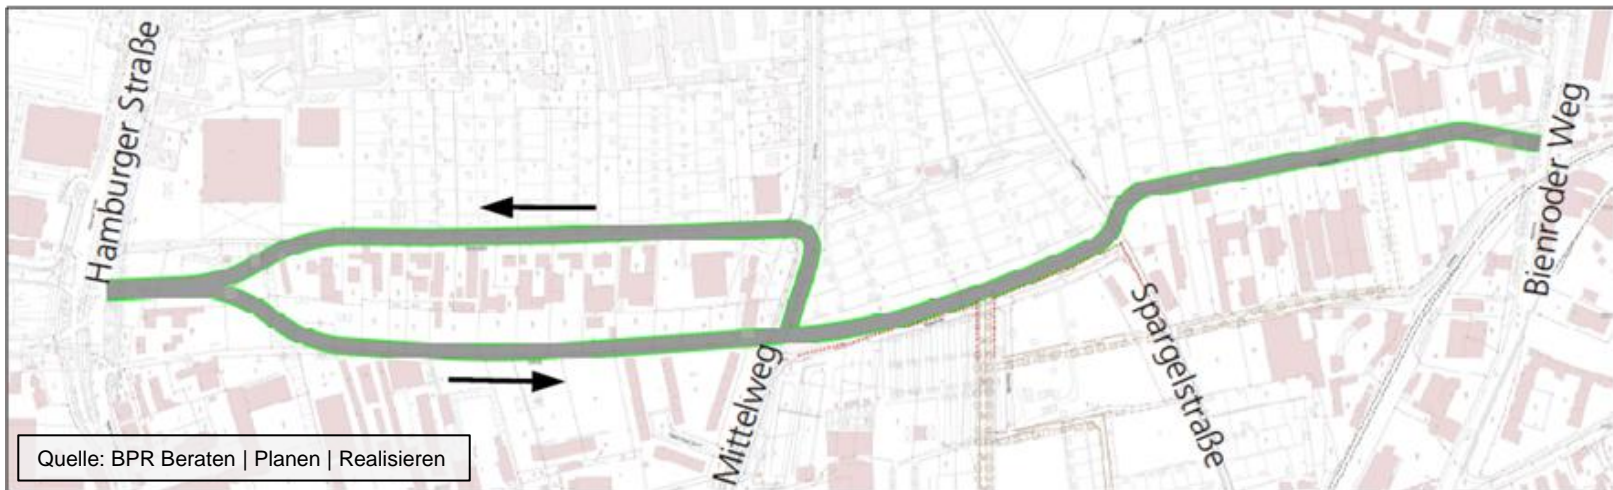 Hamburger Straße
Bienroder Weg
Spargelstraße
Mittelweg
Quelle: BPR Beraten | Planen | Realisieren